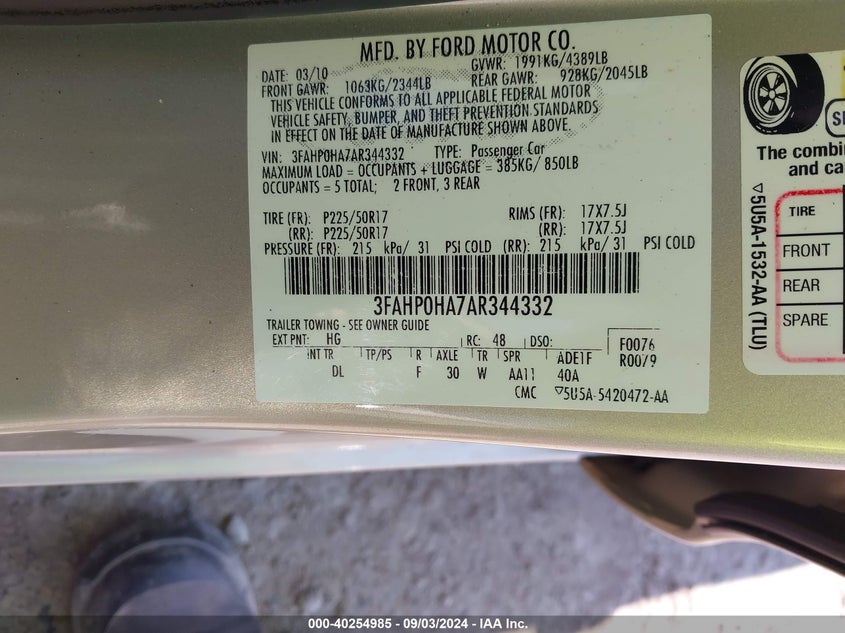 MFD. BY FORD MOTOR CO.
DATE: 03/10 GVWR: 1991KG/4389LB
FRONT GAWR: 1063KG/2344LB REAR GAWR: 928KG/2045LB
THIS VEHICLE CONFORMS TO ALL APPLICABLE FEDERAL MOTOR
VEHICLE SAFETY, BUMPER, AND THEFT PREVENTION STANDARDS
IN EFFECT ON THE DATE OF MANUFACTURE SHOWN ABOVE.
VIN: 3FAHP0HA7AR344332 TYPE: Passenger Car
MAXIMUM LOAD = OCCUPANTS + LUGGAGE = 385KG/ 850LB
OCCUPANTS = 5 TOTAL; 2 FRONT, 3 REAR
TIRE (FR): P225/50R17 RIMS (FR): 17X7.5J
(RR): P225/50R17 (RR): 17X7.5J
PRESSURE (FR): 215 kPa/ 31 PSI COLD (RR): 215 kPa/ 31 PSI COLD
3FAHP0HA7AR344332
TRAILER TOWING - SEE OWNER GUIDE
EXT PNT: HG RC: 48 DSO: F0076
INT TR TP/PS R AXLE TR SPR ADE1F R0079
DL F 30 W AA11 40A
CMC ▽5U5A-5420472-AA
The combin
and ca
TIRE
FRONT
REAR
SPARE
▽5U5A-1532-AA (TLU)
000-40254985 - 09/03/2024 - IAA Inc.